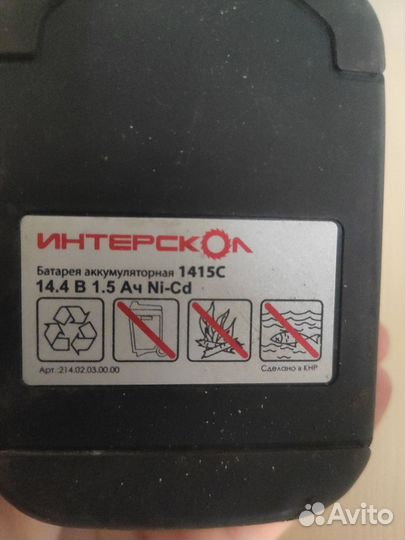 ИНТЕРСКОЛ
Батарея аккумуляторная 1415С
14.4 В 1.5 Ач Ni-Cd
Арт.:214.02.03.00.00
Сделано в КНР
Avito